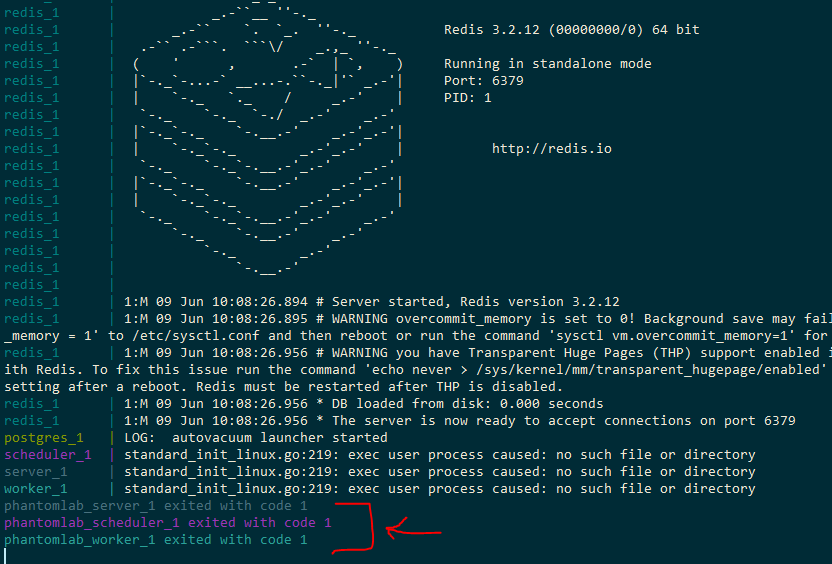 redis_1 |
redis_1 | Redis 3.2.12 (00000000/0) 64 bit
redis_1 |
redis_1 | Running in standalone mode
redis_1 | Port: 6379
redis_1 | PID: 1
redis_1 |
redis_1 |
redis_1 | http://redis.io
redis_1 |
redis_1 |
redis_1 |
redis_1 |
redis_1 |
redis_1 |
redis_1 |
redis_1 |
redis_1 | 1:M 09 Jun 10:08:26.894 # Server started, Redis version 3.2.12
redis_1 | 1:M 09 Jun 10:08:26.895 # WARNING overcommit_memory is set to 0! Background save may fail
_memory = 1' to /etc/sysctl.conf and then reboot or run the command 'sysctl vm.overcommit_memory=1' for
redis_1 | 1:M 09 Jun 10:08:26.956 # WARNING you have Transparent Huge Pages (THP) support enabled i
ith Redis. To fix this issue run the command 'echo never > /sys/kernel/mm/transparent_hugepage/enabled'
setting after a reboot. Redis must be restarted after THP is disabled.
redis_1 | 1:M 09 Jun 10:08:26.956 * DB loaded from disk: 0.000 seconds
redis_1 | 1:M 09 Jun 10:08:26.956 * The server is now ready to accept connections on port 6379
postgres_1 | LOG:  autovacuum launcher started
scheduler_1 | standard_init_linux.go:219: exec user process caused: no such file or directory
server_1 | standard_init_linux.go:219: exec user process caused: no such file or directory
worker_1 | standard_init_linux.go:219: exec user process caused: no such file or directory
phantomlab_server_1 exited with code 1
phantomlab_scheduler_1 exited with code 1
phantomlab_worker_1 exited with code 1